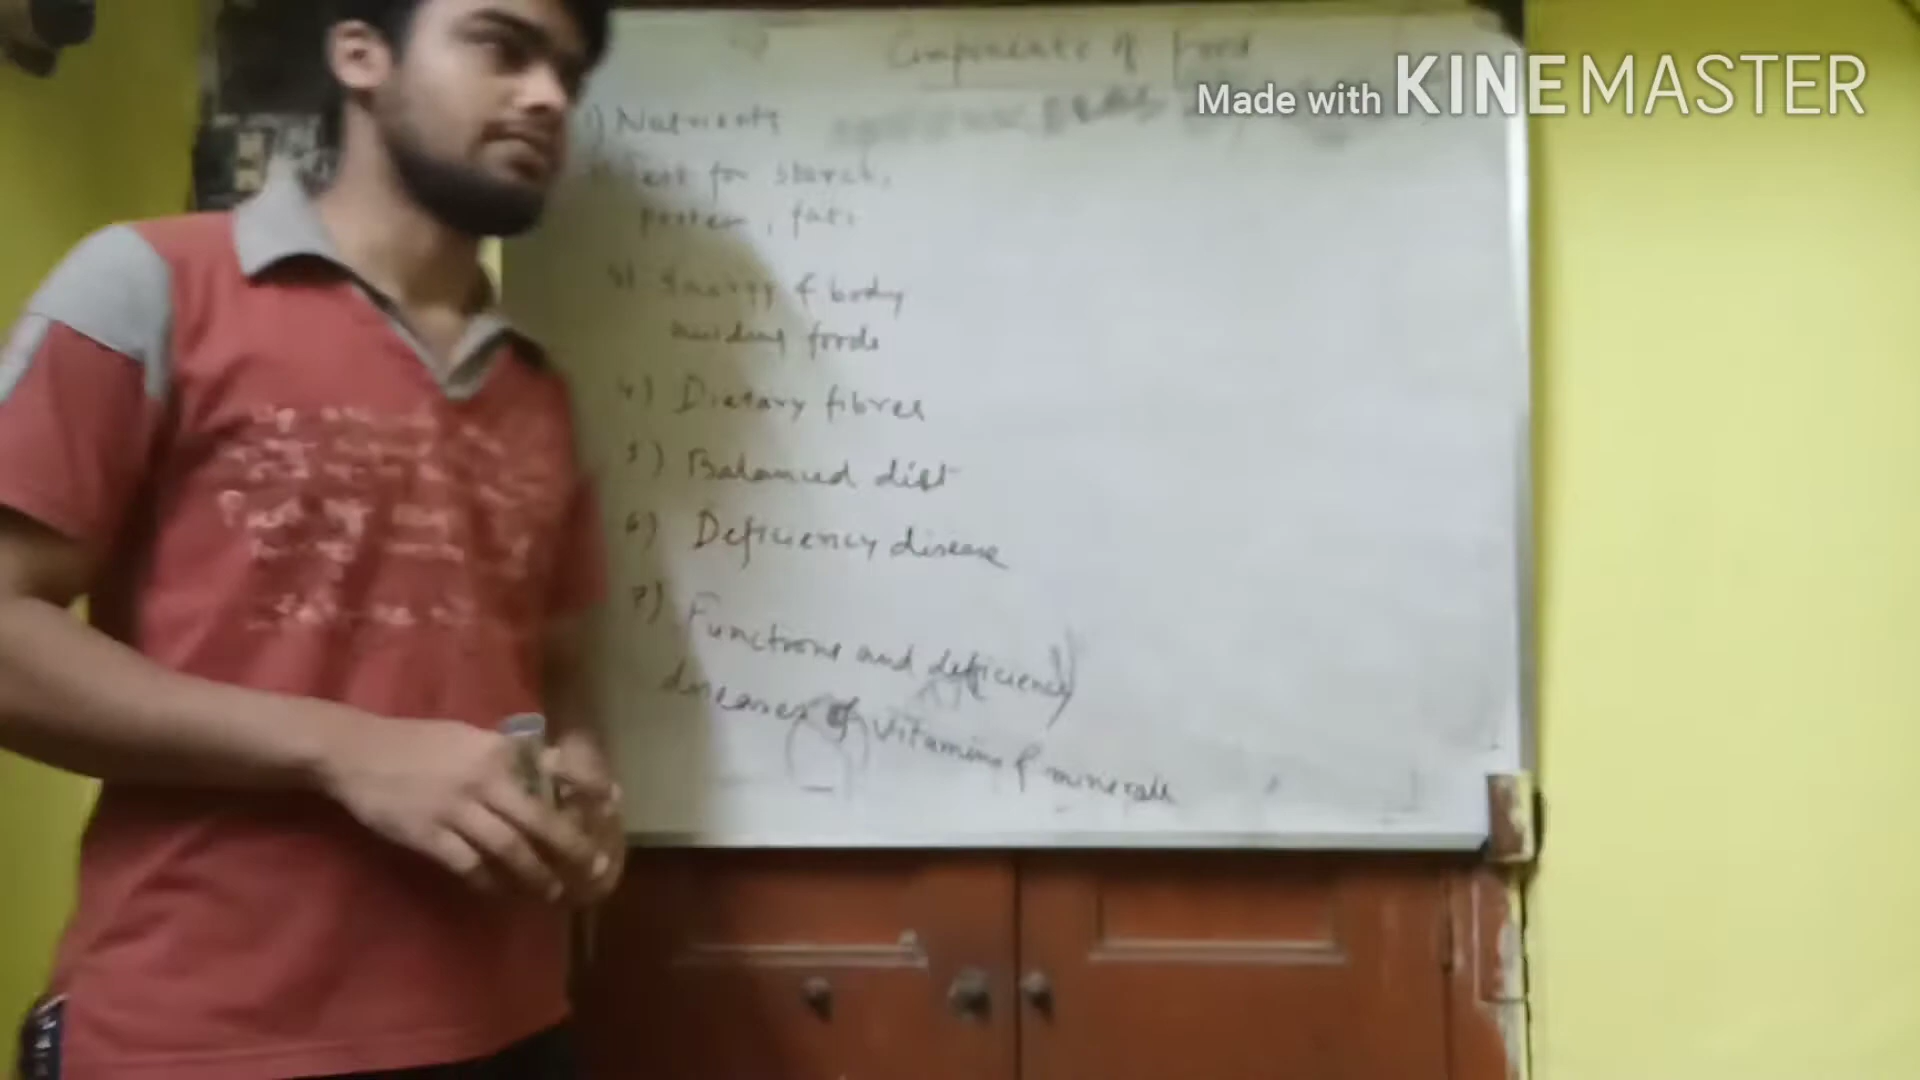 Components of Food
Made with KINEMASTER
1) Nutrients
Test for starch,
protein, fats
3) Energy & body
building foods
4) Dietary fibres
5) Balanced diet
6) Deficiency disease
7) Functions and deficiency
diseases of vitamins & minerals